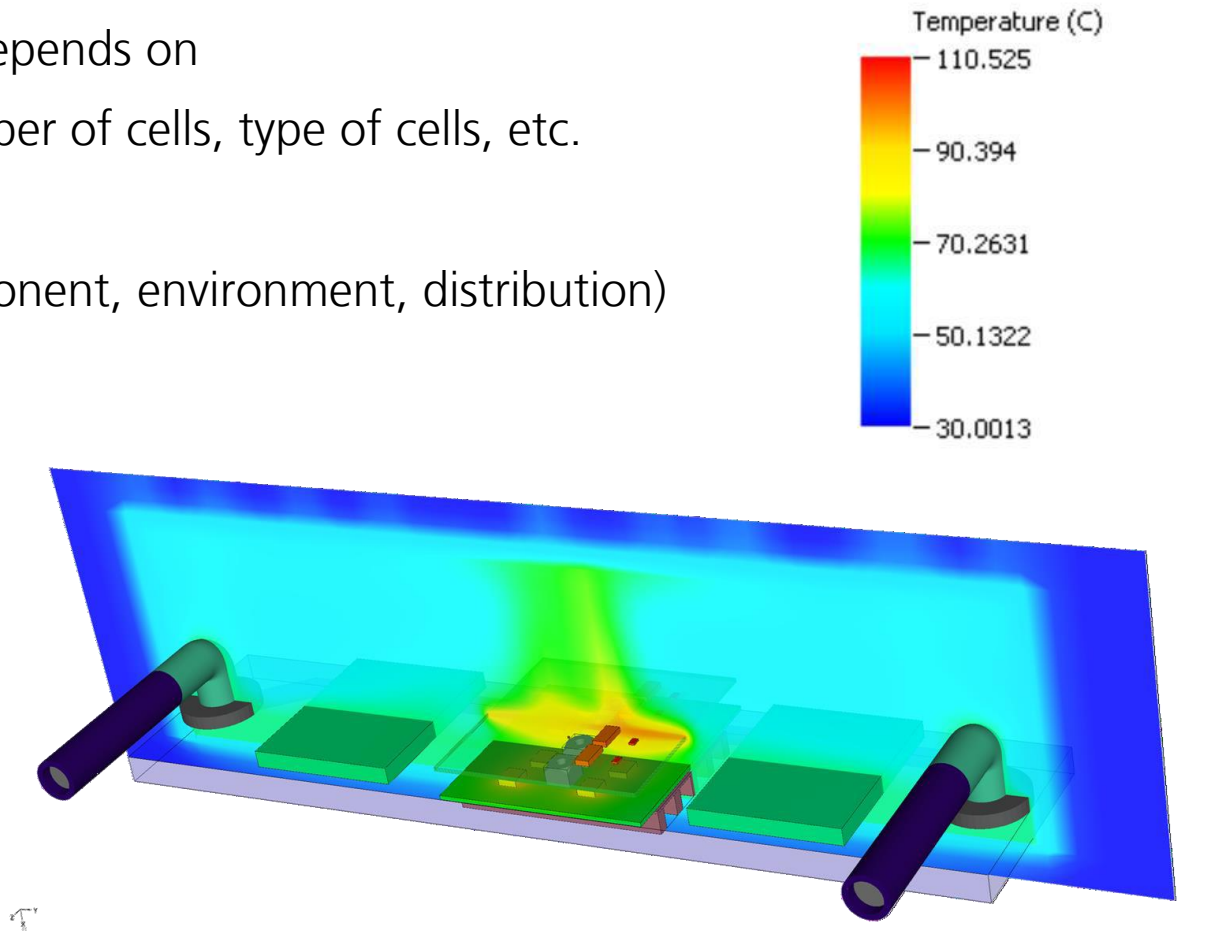 epends on
ber of cells, type of cells, etc.
onent, environment, distribution)
Temperature (C)
110.525
90.394
70.2631
50.1322
30.0013